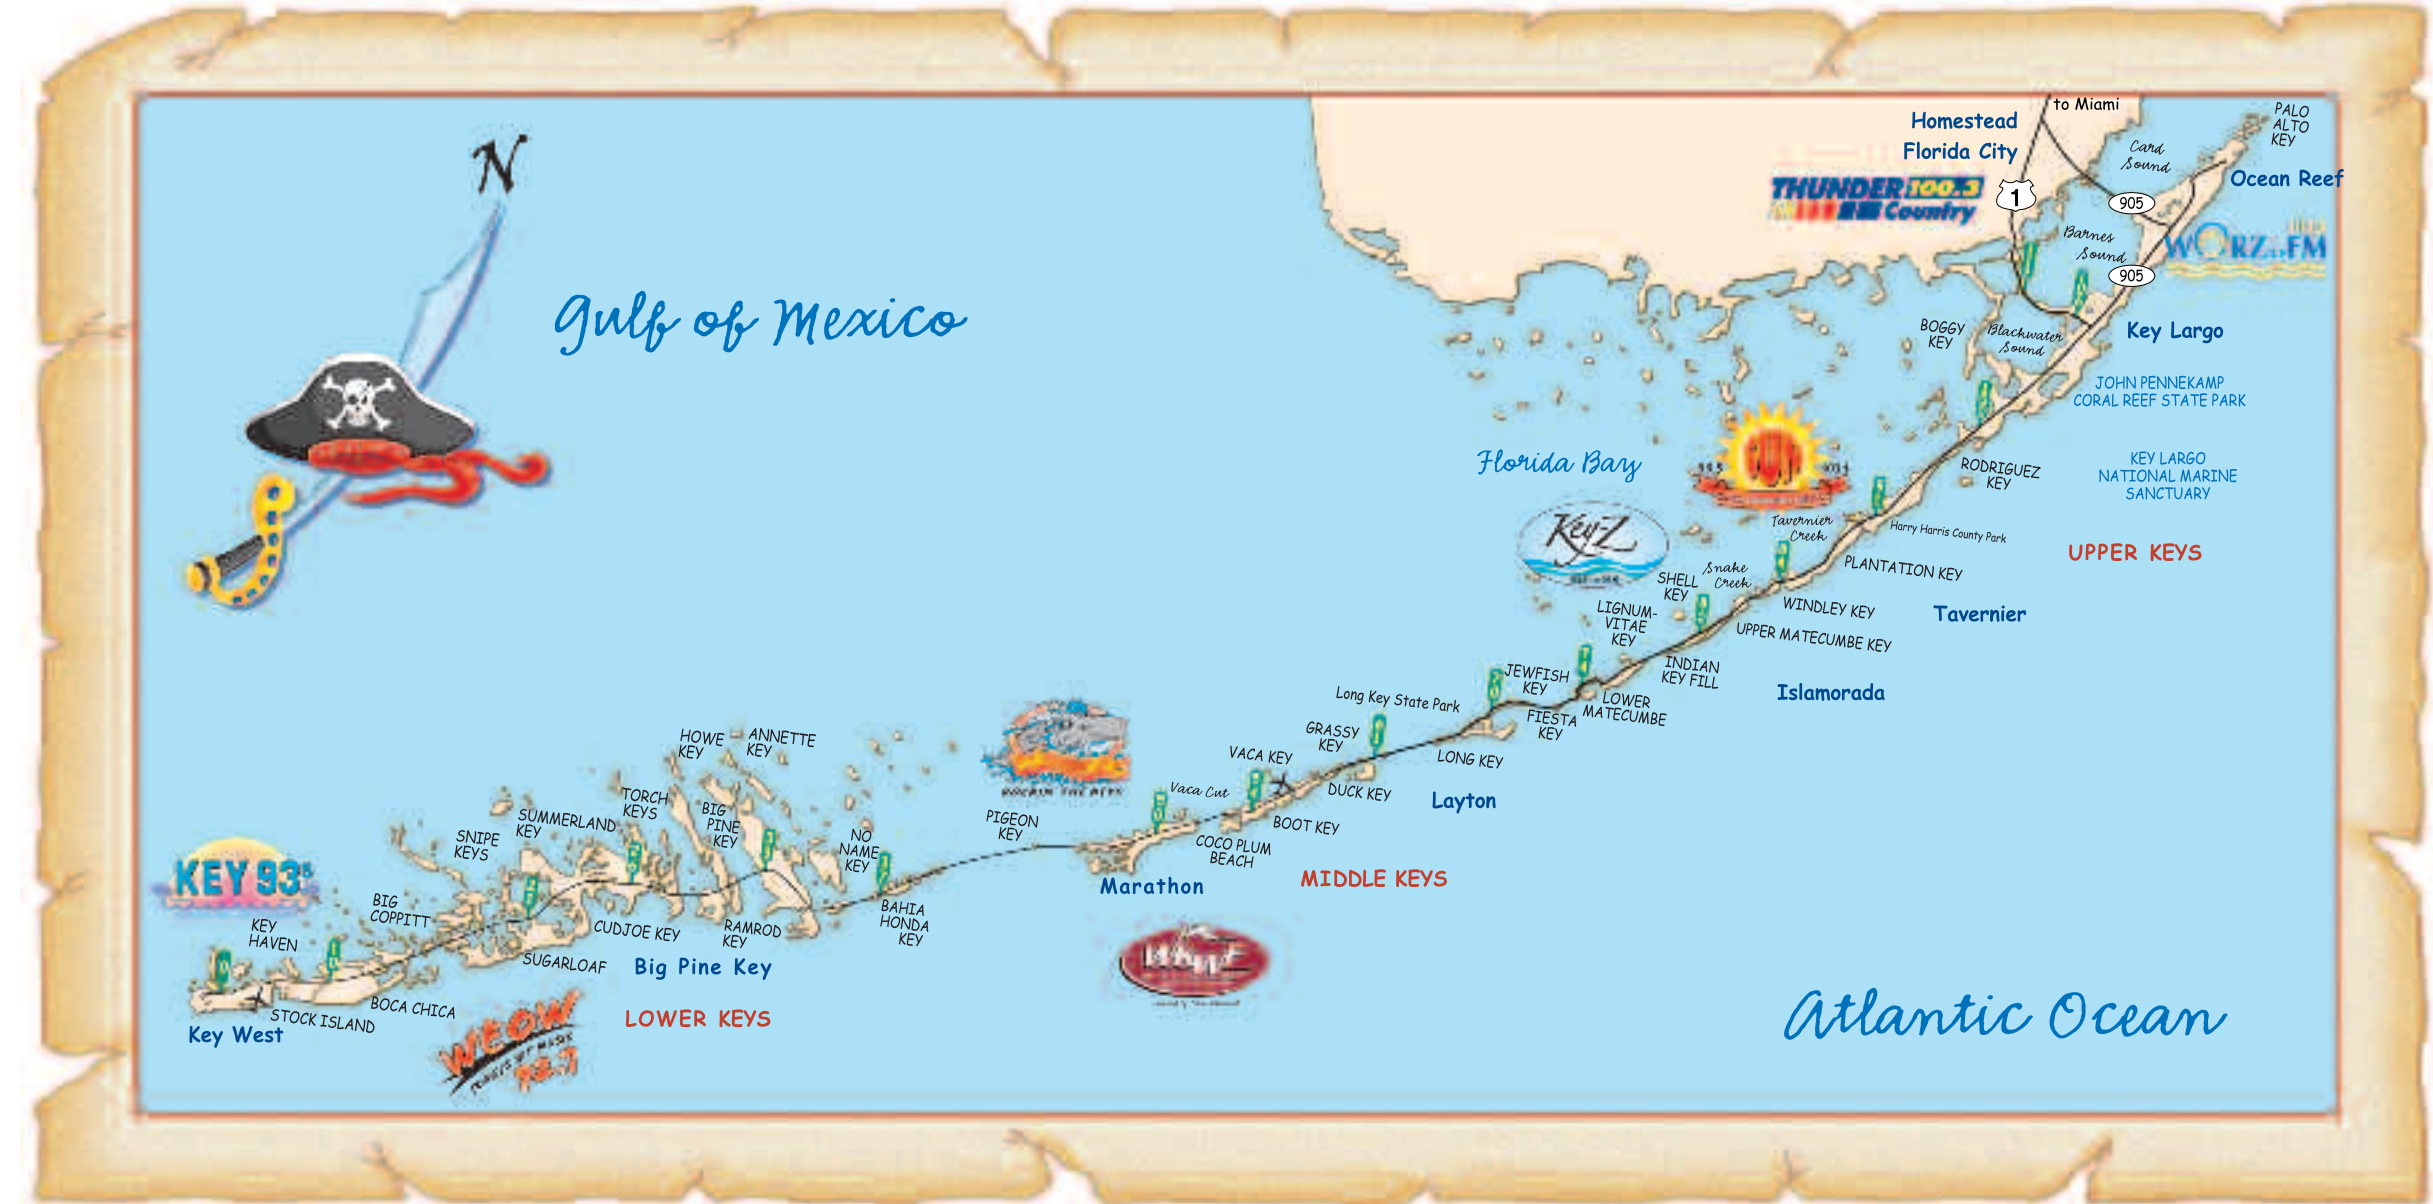 N
Gulf of Mexico
Homestead
Florida City
to Miami
Card
Sound
PALO
ALTO
KEY
Ocean Reef
THUNDER 100.3
Country
1
905
Barnes
Sound
905
BOGGY
KEY
Blackwater
Sound
Key Largo
JOHN PENNEKAMP
CORAL REEF STATE PARK
KEY LARGO
NATIONAL MARINE
SANCTUARY
Florida Bay
SUN
RODRIGUEZ
KEY
Key-Z
Tavernier
Creek
Harry Harris County Park
UPPER KEYS
PLANTATION KEY
Snake
Creek
SHELL
KEY
WINDLEY KEY
Tavernier
LIGNUM-
VITAE
KEY
UPPER MATECUMBE KEY
INDIAN
KEY FILL
Islamorada
JEWFISH
KEY
LOWER
MATECUMBE
FIESTA
KEY
Long Key State Park
GRASSY
KEY
LONG KEY
VACA KEY
DUCK KEY
Layton
Vaca Cut
BOOT KEY
COCO PLUM
BEACH
MIDDLE KEYS
Marathon
PIGEON
KEY
HOWE
KEY
ANNETTE
KEY
TORCH
KEYS
BIG
PINE
KEY
NO
NAME
KEY
SUMMERLAND
KEY
SNIPE
KEYS
KEY 93
BIG
COPPITT
KEY
HAVEN
CUDJOE KEY
RAMROD
KEY
BAHIA
HONDA
KEY
SUGARLOAF
Big Pine Key
BOCA CHICA
STOCK ISLAND
Key West
LOWER KEYS
WEOW
92.7
Atlantic Ocean